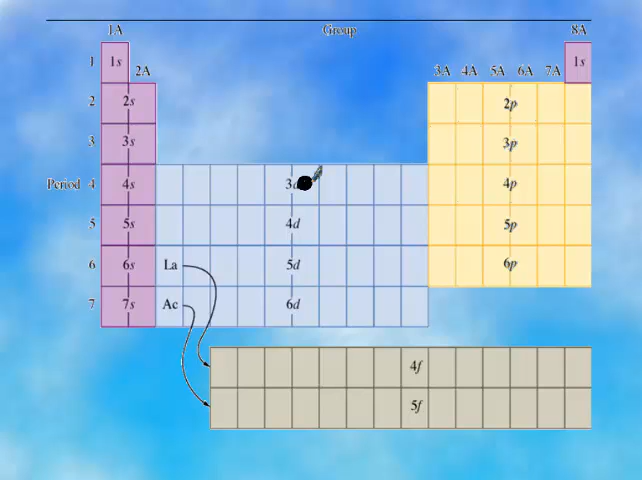 1A Group 8A
1 1s 2A 3A 4A 5A 6A 7A 1s
2 2s 2p
3 3s 3p
Period 4 4s 3d 4p
5 5s 4d 5p
6 6s La 5d 6p
7 7s Ac 6d
4f
5f